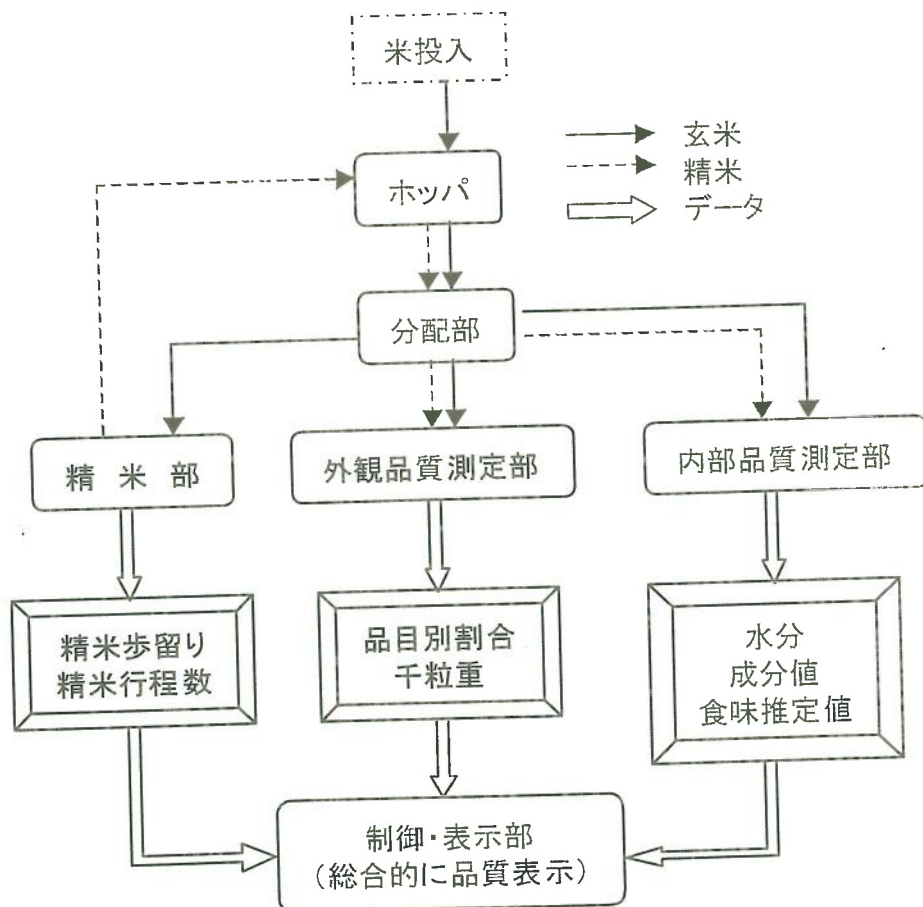 米投入
玄米
精米
データ
ホッパ
分配部
精米部
外観品質測定部
内部品質測定部
精米歩留り
精米行程数
品目別割合
千粒重
水分
成分値
食味推定値
制御・表示部
(総合的に品質表示)